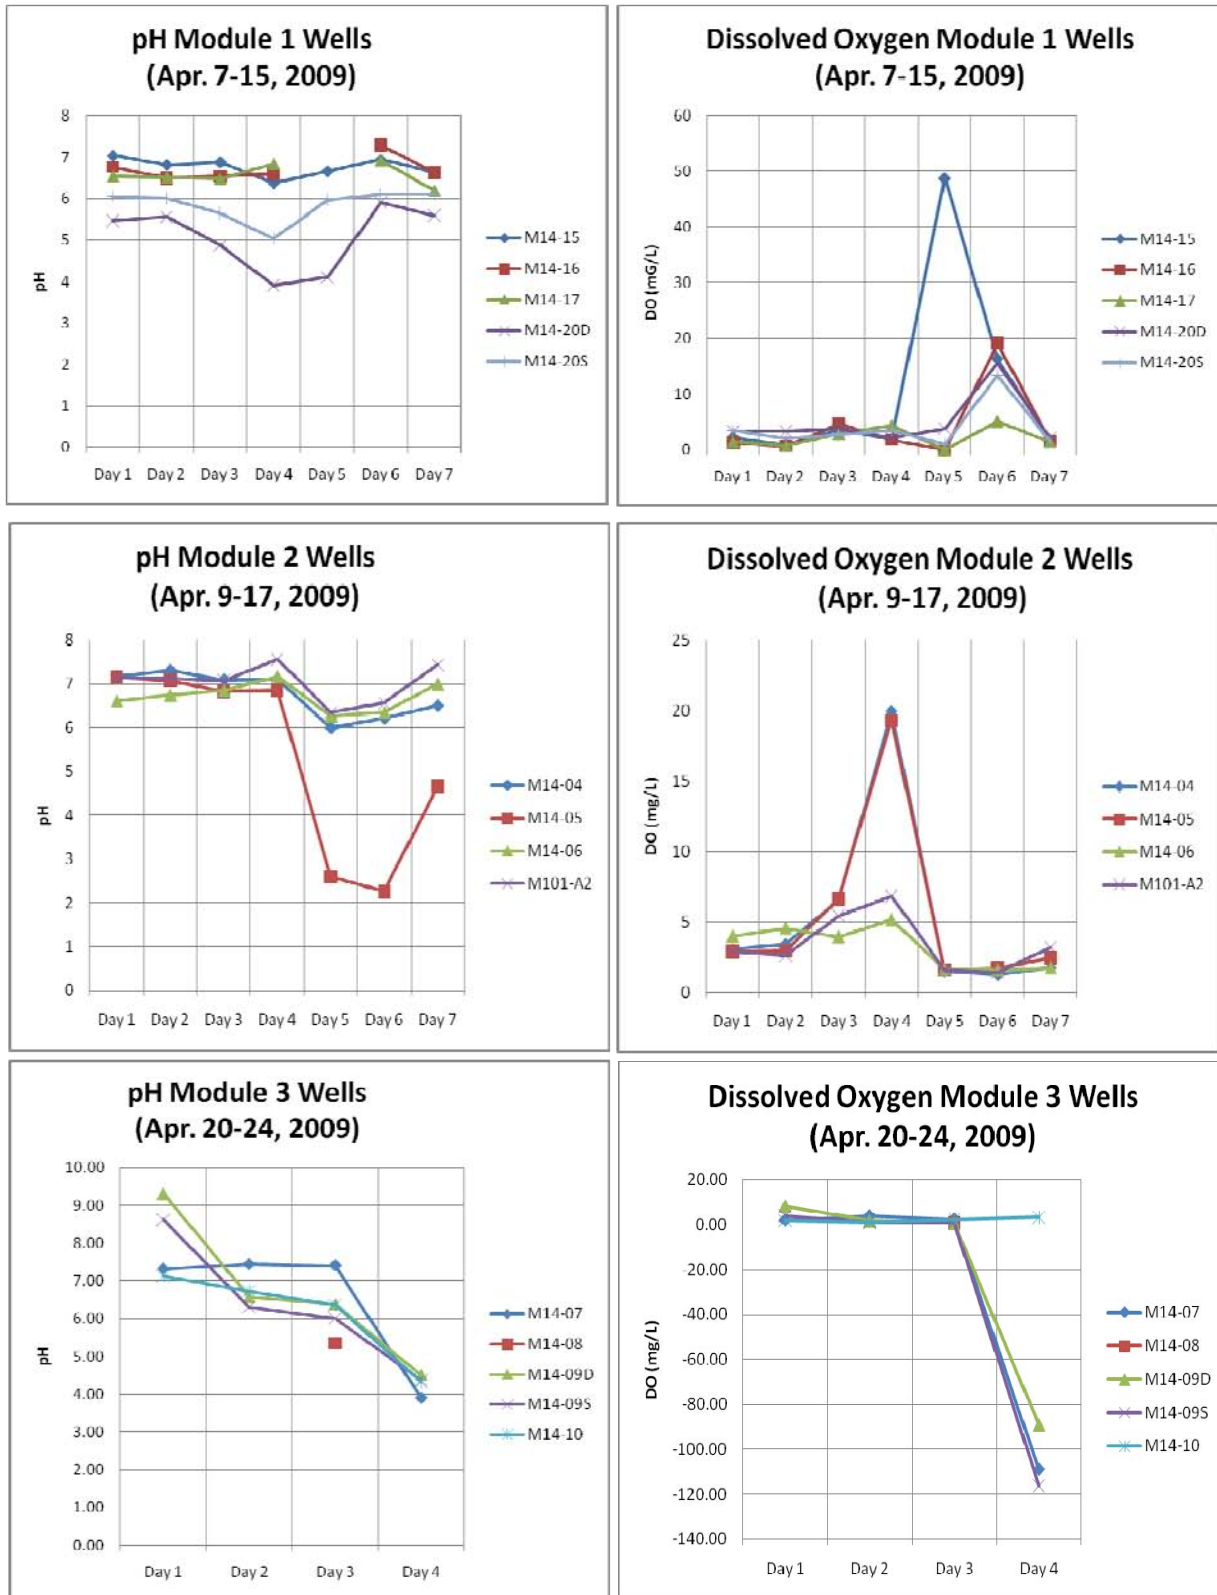 pH Module 1 Wells
(Apr. 7-15, 2009)
8
7
6
5
4
3
2
1
0
pH
Day 1 Day 2 Day 3 Day 4 Day 5 Day 6 Day 7
M14-15
M14-16
M14-17
M14-20D
M14-20S
Dissolved Oxygen Module 1 Wells
(Apr. 7-15, 2009)
60
50
40
30
20
10
0
DO (mG/L)
Day 1 Day 2 Day 3 Day 4 Day 5 Day 6 Day 7
M14-15
M14-16
M14-17
M14-20D
M14-20S
pH Module 2 Wells
(Apr. 9-17, 2009)
8
7
6
5
4
3
2
1
0
pH
Day 1 Day 2 Day 3 Day 4 Day 5 Day 6 Day 7
M14-04
M14-05
M14-06
M101-A2
Dissolved Oxygen Module 2 Wells
(Apr. 9-17, 2009)
25
20
15
10
5
0
DO (mg/L)
Day 1 Day 2 Day 3 Day 4 Day 5 Day 6 Day 7
M14-04
M14-05
M14-06
M101-A2
pH Module 3 Wells
(Apr. 20-24, 2009)
10.00
9.00
8.00
7.00
6.00
5.00
4.00
3.00
2.00
1.00
0.00
pH
Day 1 Day 2 Day 3 Day 4
M14-07
M14-08
M14-09D
M14-09S
M14-10
Dissolved Oxygen Module 3 Wells
(Apr. 20-24, 2009)
20.00
0.00
-20.00
-40.00
-60.00
-80.00
-100.00
-120.00
-140.00
DO (mg/L)
Day 1 Day 2 Day 3 Day 4
M14-07
M14-08
M14-09D
M14-09S
M14-10